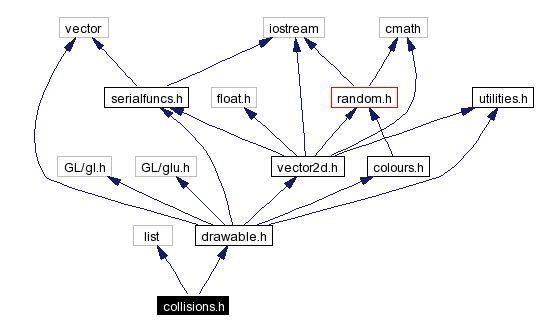 vector
iostream
cmath
serialfuncs.h
float.h
random.h
utilities.h
GL/gl.h
GL/glu.h
vector2d.h
colours.h
list
drawable.h
collisions.h